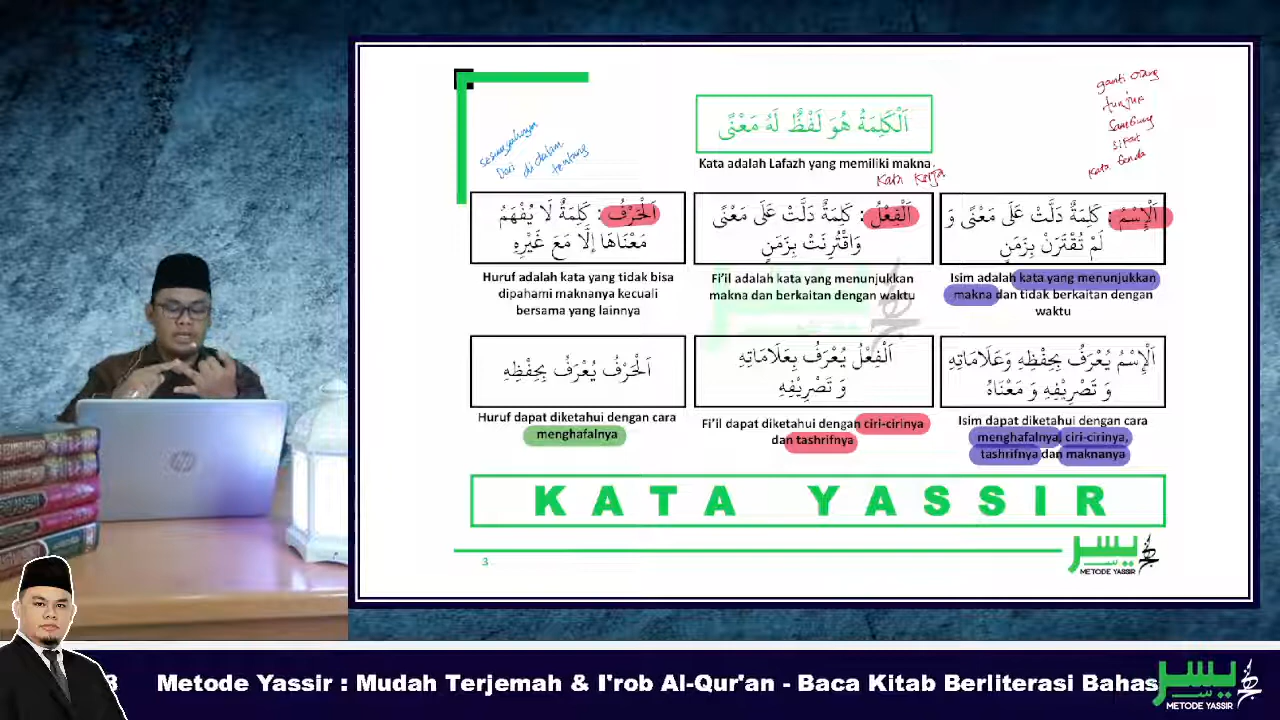 اَلْكَلِمَةُ هُوَ لَفْظٌ لَهُ مَعْنًى
Kata adalah Lafazh yang memiliki makna
ganti orang
tunjuk
Sambung
sifat
Kata benda
Kata Kerja
Dari di dalam tentang
اَلْإِسْمُ : كَلِمَةٌ دَلَّتْ عَلَى مَعْنًى وَ
لَمْ تُقْتَرَنْ بِزَمَنٍ
Isim adalah kata yang menunjukkan
makna dan tidak berkaitan dengan
waktu
اَلْفِعْلُ : كَلِمَةٌ دَلَّتْ عَلَى مَعْنًى
وَاقْتُرِنَتْ بِزَمَنٍ
Fi'il adalah kata yang menunjukkan
makna dan berkaitan dengan waktu
اَلْحَرْفُ : كَلِمَةٌ لَا يُفْهَمُ
مَعْنَاهَا إِلَّا مَعَ غَيْرِهِ
Huruf adalah kata yang tidak bisa
dipahami maknanya kecuali
bersama yang lainnya
اَلْإِسْمُ يُعْرَفُ بِحِفْظِهِ وَعَلَامَاتِهِ
وَ تَصْرِيْفِهِ وَ مَعْنَاهُ
Isim dapat diketahui dengan cara
menghafalnya, ciri-cirinya,
tashrifnya dan maknanya
اَلْفِعْلُ يُعْرَفُ بِعَلَامَاتِهِ
وَ تَصْرِيْفِهِ
Fi'il dapat diketahui dengan ciri-cirinya
dan tashrifnya
اَلْحَرْفُ يُعْرَفُ بِحِفْظِهِ
Huruf dapat diketahui dengan cara
menghafalnya
KATA YASSIR
3
يسر
METODE YASSIR
hp
3 Metode Yassir : Mudah Terjemah & I'rob Al-Qur'an - Baca Kitab Berliterasi Bahas
يسر
METODE YASSIR